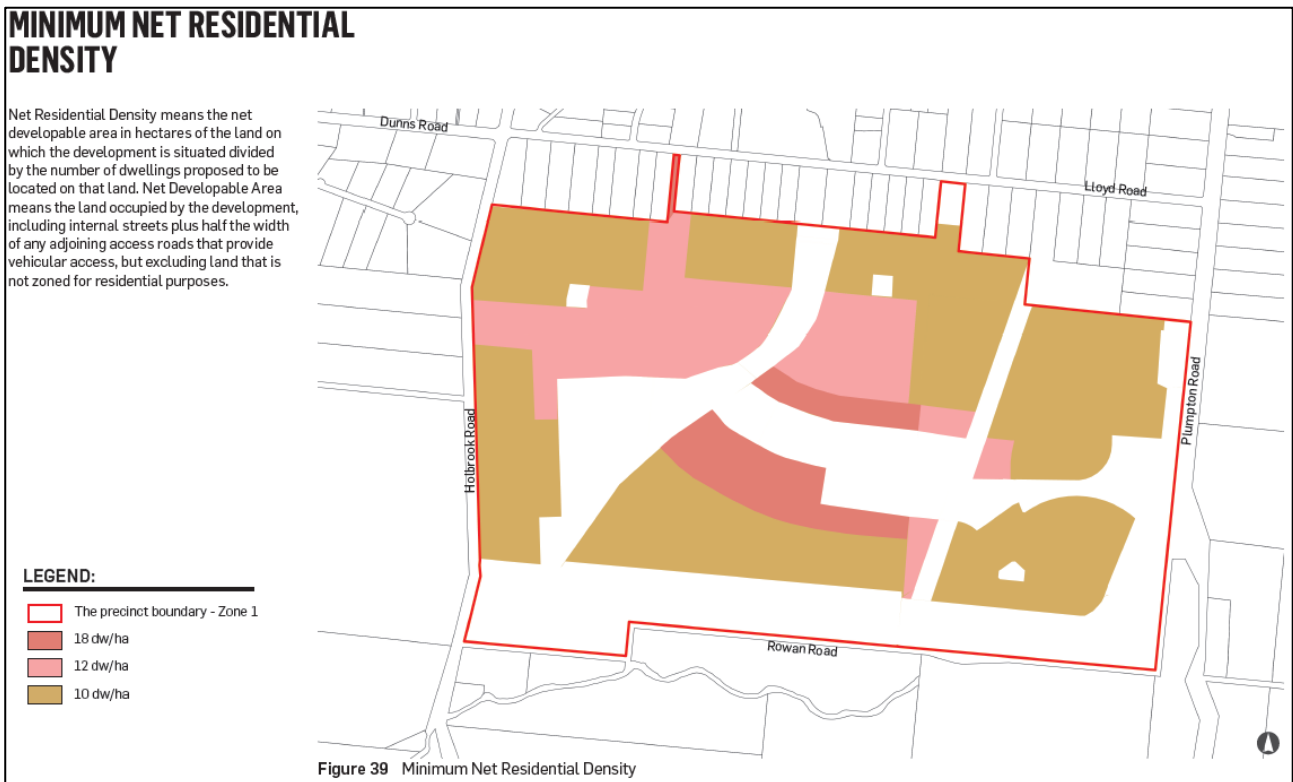 MINIMUM NET RESIDENTIAL
DENSITY
Net Residential Density means the net
developable area in hectares of the land on
which the development is situated divided
by the number of dwellings proposed to be
located on that land. Net Developable Area
means the land occupied by the development,
including internal streets plus half the width
of any adjoining access roads that provide
vehicular access, but excluding land that is
not zoned for residential purposes.
Dunns Road
Lloyd Road
Plumpton Road
Holbrook Road
Rowan Road
LEGEND:
The precinct boundary - Zone 1
18 dw/ha
12 dw/ha
10 dw/ha
Figure 39 Minimum Net Residential Density